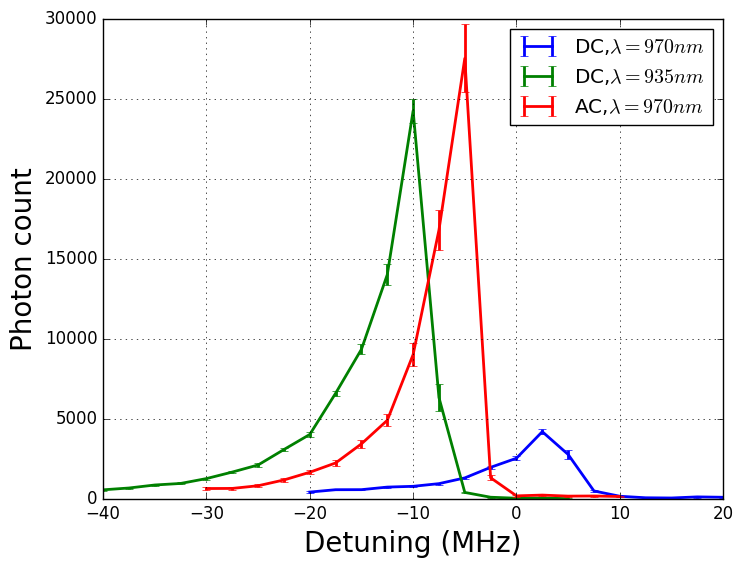 30000
25000
20000
15000
10000
5000
0
Photon count
−40 −30 −20 −10 0 10 20
Detuning (MHz)
DC,λ = 970nm
DC,λ = 935nm
AC,λ = 970nm